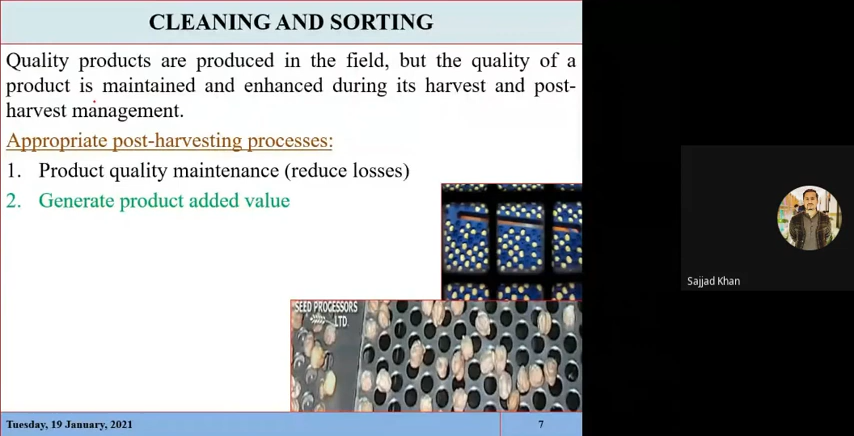 CLEANING AND SORTING
Quality products are produced in the field, but the quality of a
product is maintained and enhanced during its harvest and post-
harvest management.
Appropriate post-harvesting processes:
1. Product quality maintenance (reduce losses)
2. Generate product added value
SEED PROCESSORS
LTD.
Sajjad Khan
Tuesday, 19 January, 2021
7